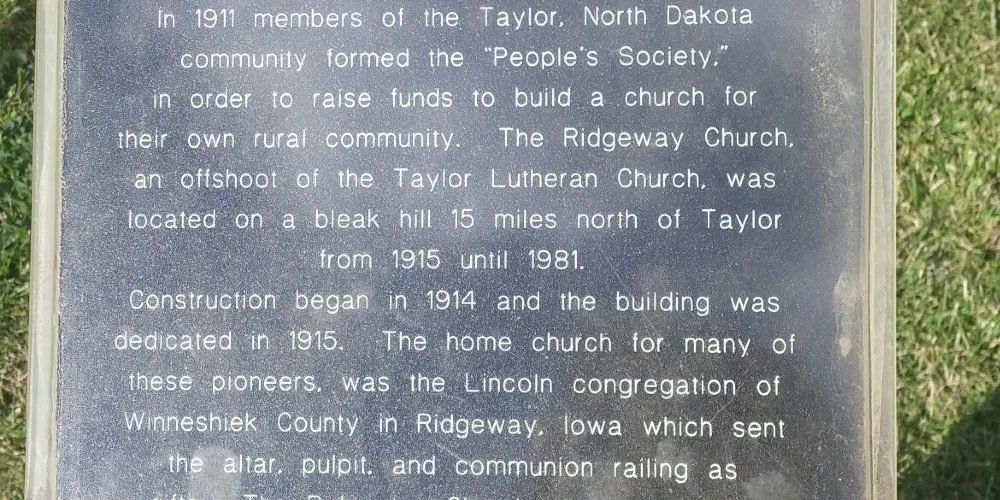 In 1911 members of the Taylor, North Dakota
community formed the "People's Society,"
in order to raise funds to build a church for
their own rural community. The Ridgeway Church,
an offshoot of the Taylor Lutheran Church, was
located on a bleak hill 15 miles north of Taylor
from 1915 until 1981.
Construction began in 1914 and the building was
dedicated in 1915. The home church for many of
these pioneers, was the Lincoln congregation of
Winneshiek County in Ridgeway, Iowa which sent
the altar, pulpit, and communion railing as